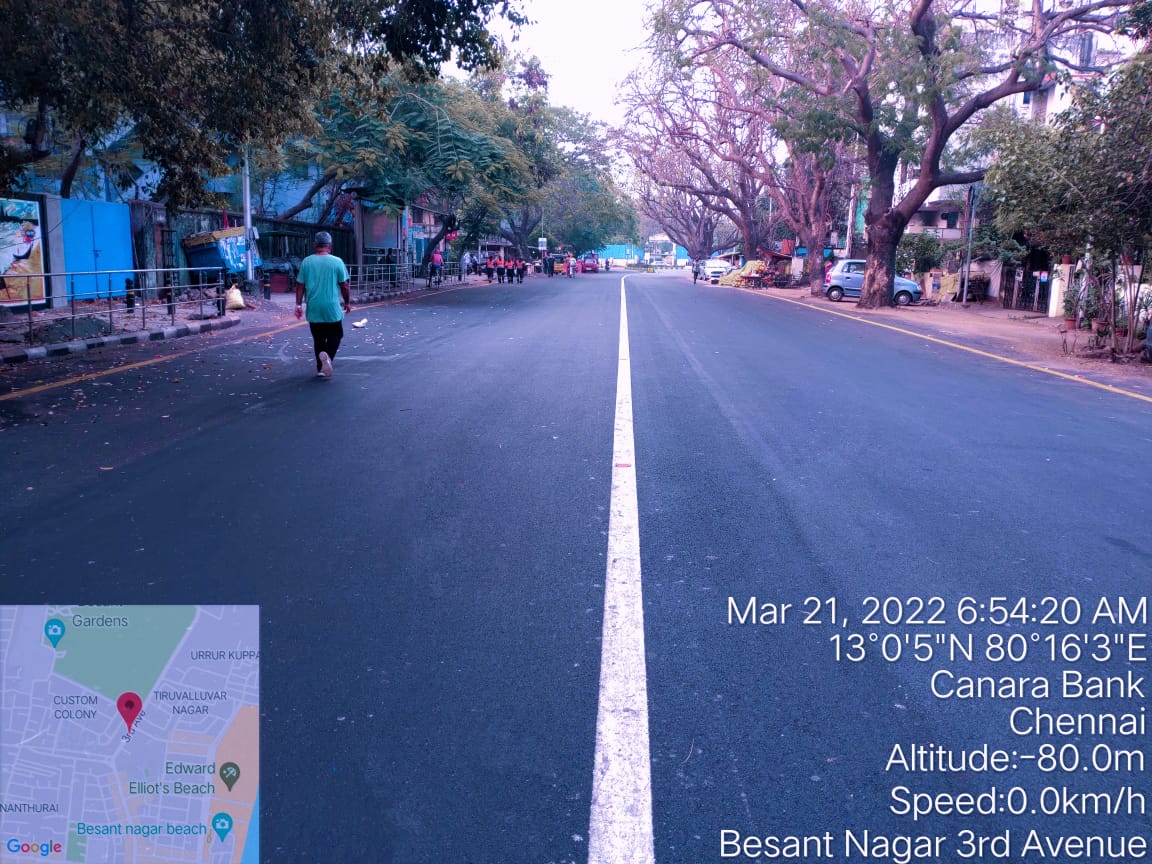 Gardens
URRUR KUPPA
CUSTOM
COLONY
TIRUVALLUVAR
NAGAR
3rd Ave
Edward
Elliot's Beach
NANTHURAI
Besant nagar beach
Google
Mar 21, 2022 6:54:20 AM
13°0'5"N 80°16'3"E
Canara Bank
Chennai
Altitude:-80.0m
Speed:0.0km/h
Besant Nagar 3rd Avenue